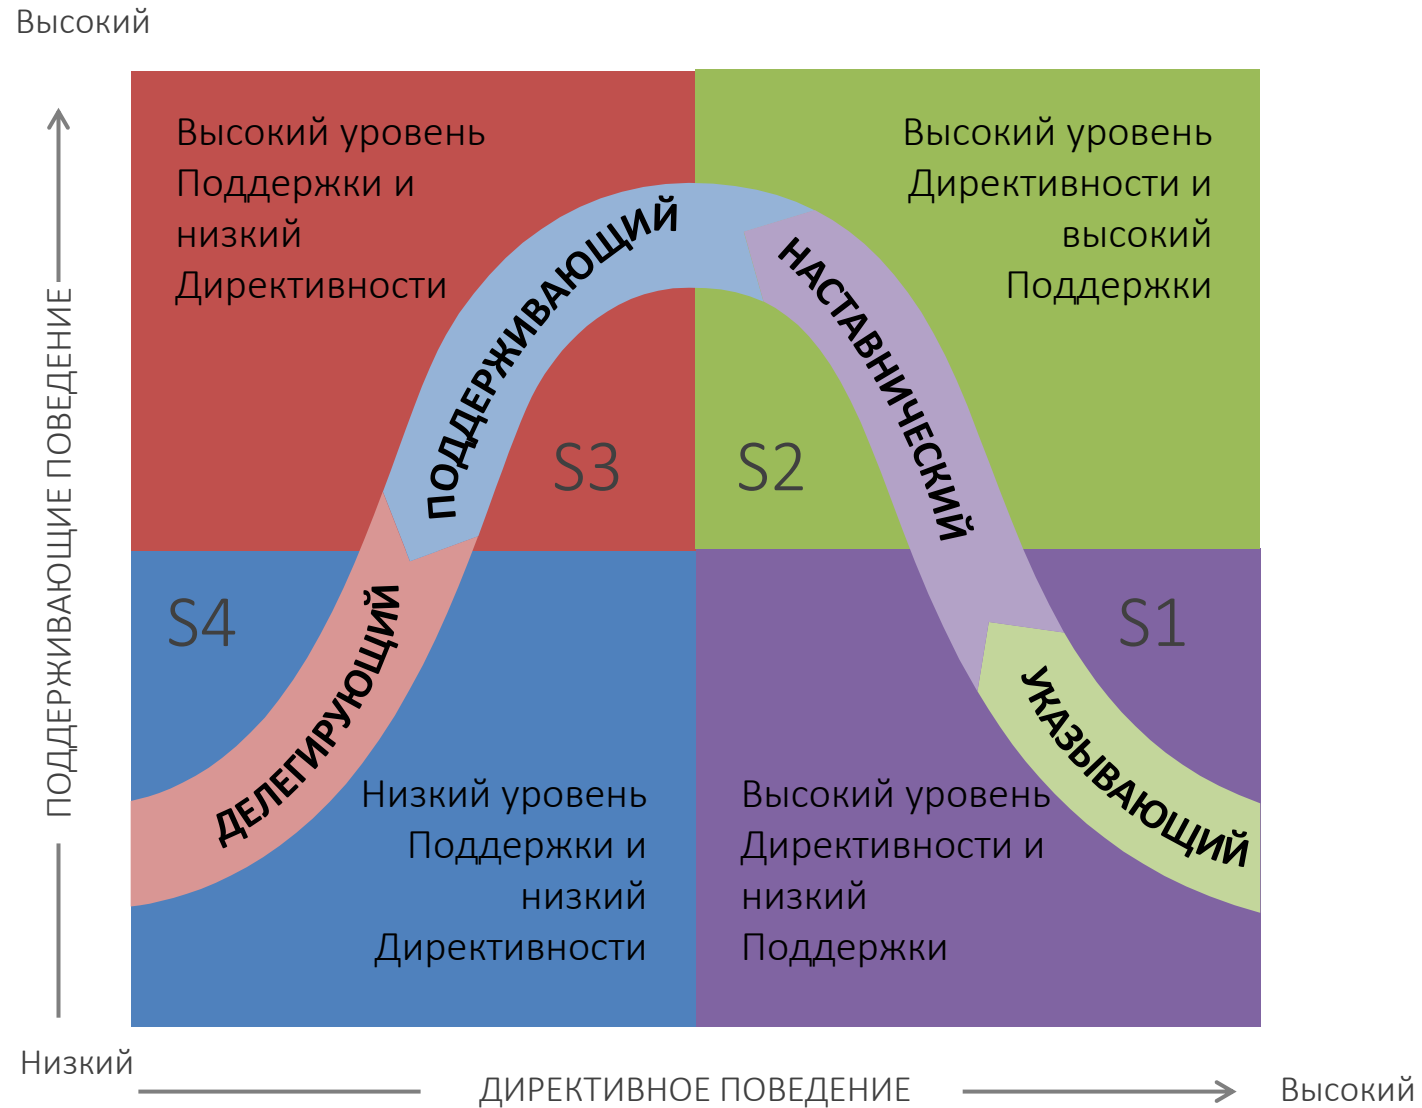 Высокий
Высокий уровень
Поддержки и
низкий
Директивности
Высокий уровень
Директивности и
высокий
Поддержки
ПОДДЕРЖИВАЮЩИЙ
НАСТАВНИЧЕСКИЙ
S3
S2
ПОДДЕРЖИВАЮЩИЕ ПОВЕДЕНИЕ
S4
S1
ДЕЛЕГИРУЮЩИЙ
УКАЗЫВАЮЩИЙ
Низкий уровень
Поддержки и
низкий
Директивности
Высокий уровень
Директивности и
низкий
Поддержки
Низкий
ДИРЕКТИВНОЕ ПОВЕДЕНИЕ
Высокий